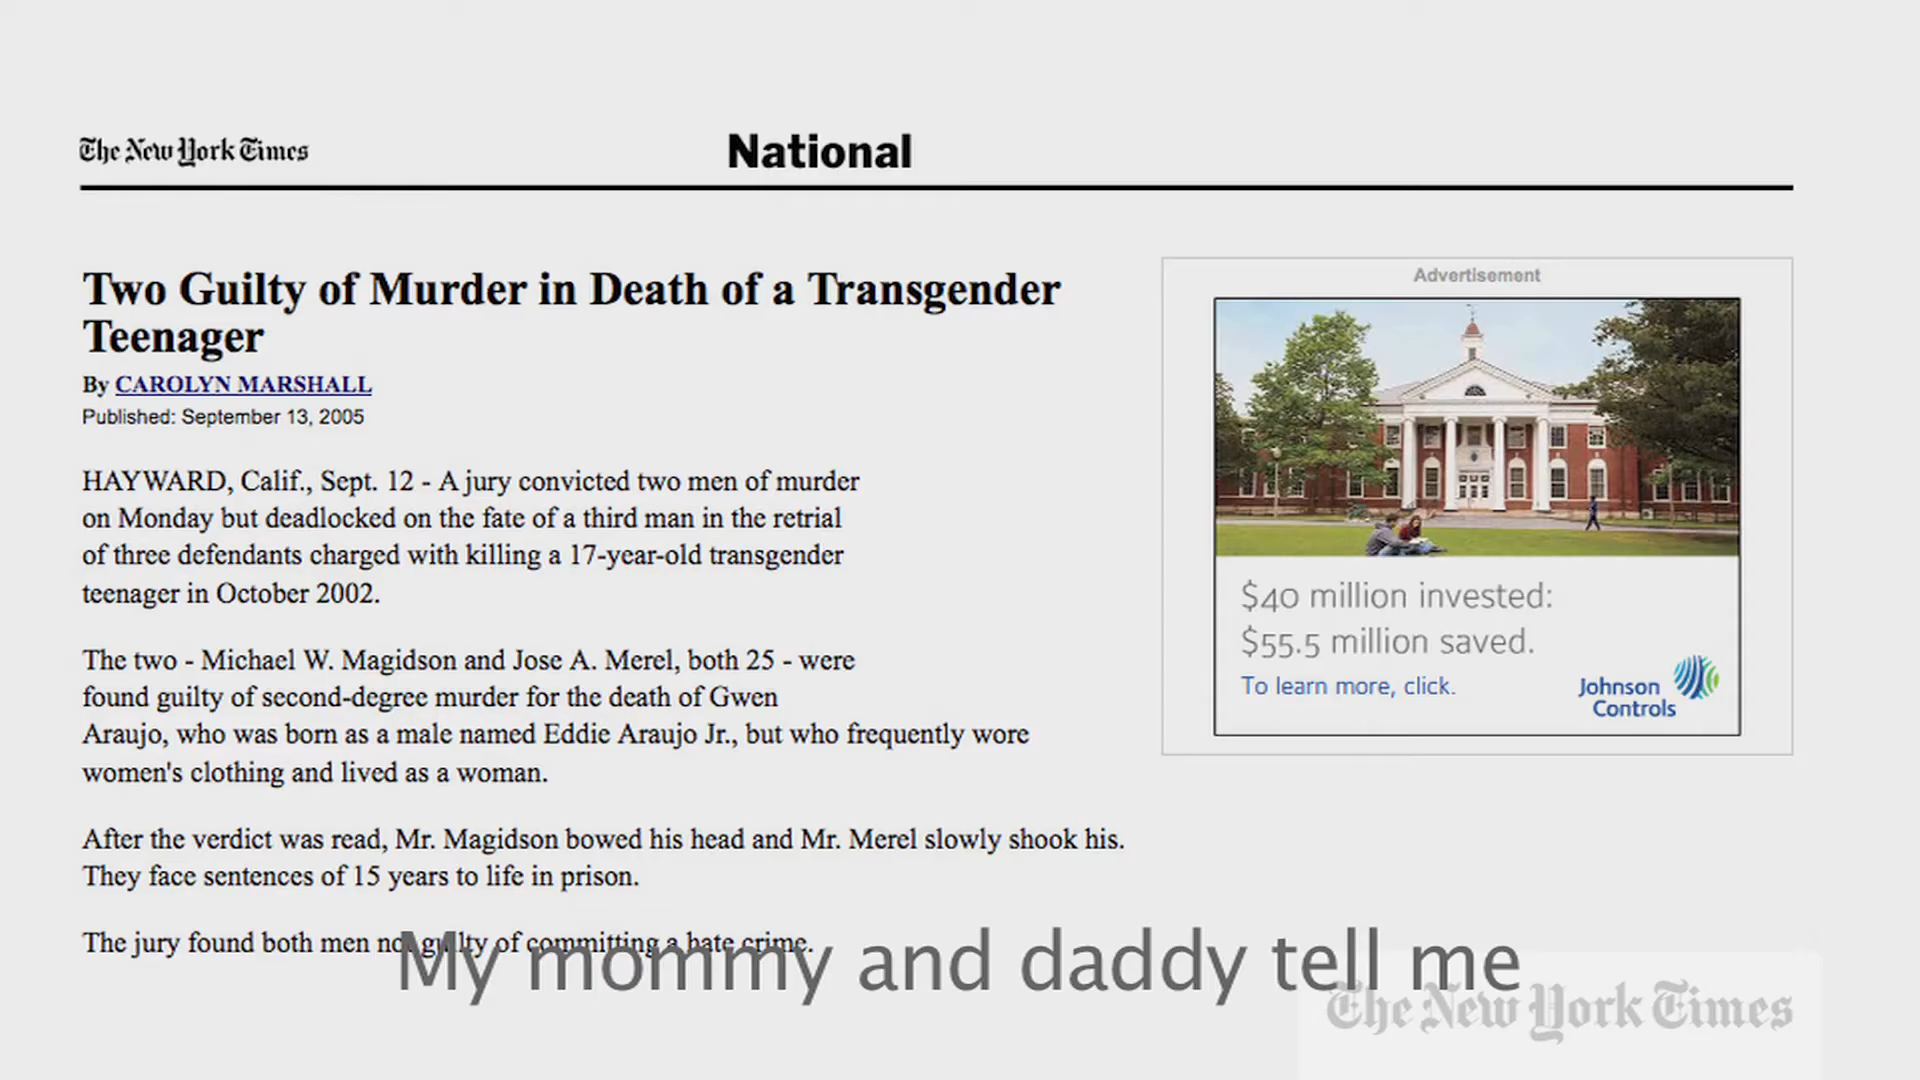 The New York Times
National
Two Guilty of Murder in Death of a Transgender
Teenager
By CAROLYN MARSHALL
Published: September 13, 2005
HAYWARD, Calif., Sept. 12 - A jury convicted two men of murder
on Monday but deadlocked on the fate of a third man in the retrial
of three defendants charged with killing a 17-year-old transgender
teenager in October 2002.
The two - Michael W. Magidson and Jose A. Merel, both 25 - were
found guilty of second-degree murder for the death of Gwen
Araujo, who was born as a male named Eddie Araujo Jr., but who frequently wore
women's clothing and lived as a woman.
After the verdict was read, Mr. Magidson bowed his head and Mr. Merel slowly shook his.
They face sentences of 15 years to life in prison.
The jury found both men not guilty of committing a hate crime.
Advertisement
$40 million invested:
$55.5 million saved.
To learn more, click.
Johnson
Controls
My mommy and daddy tell me
The New York Times